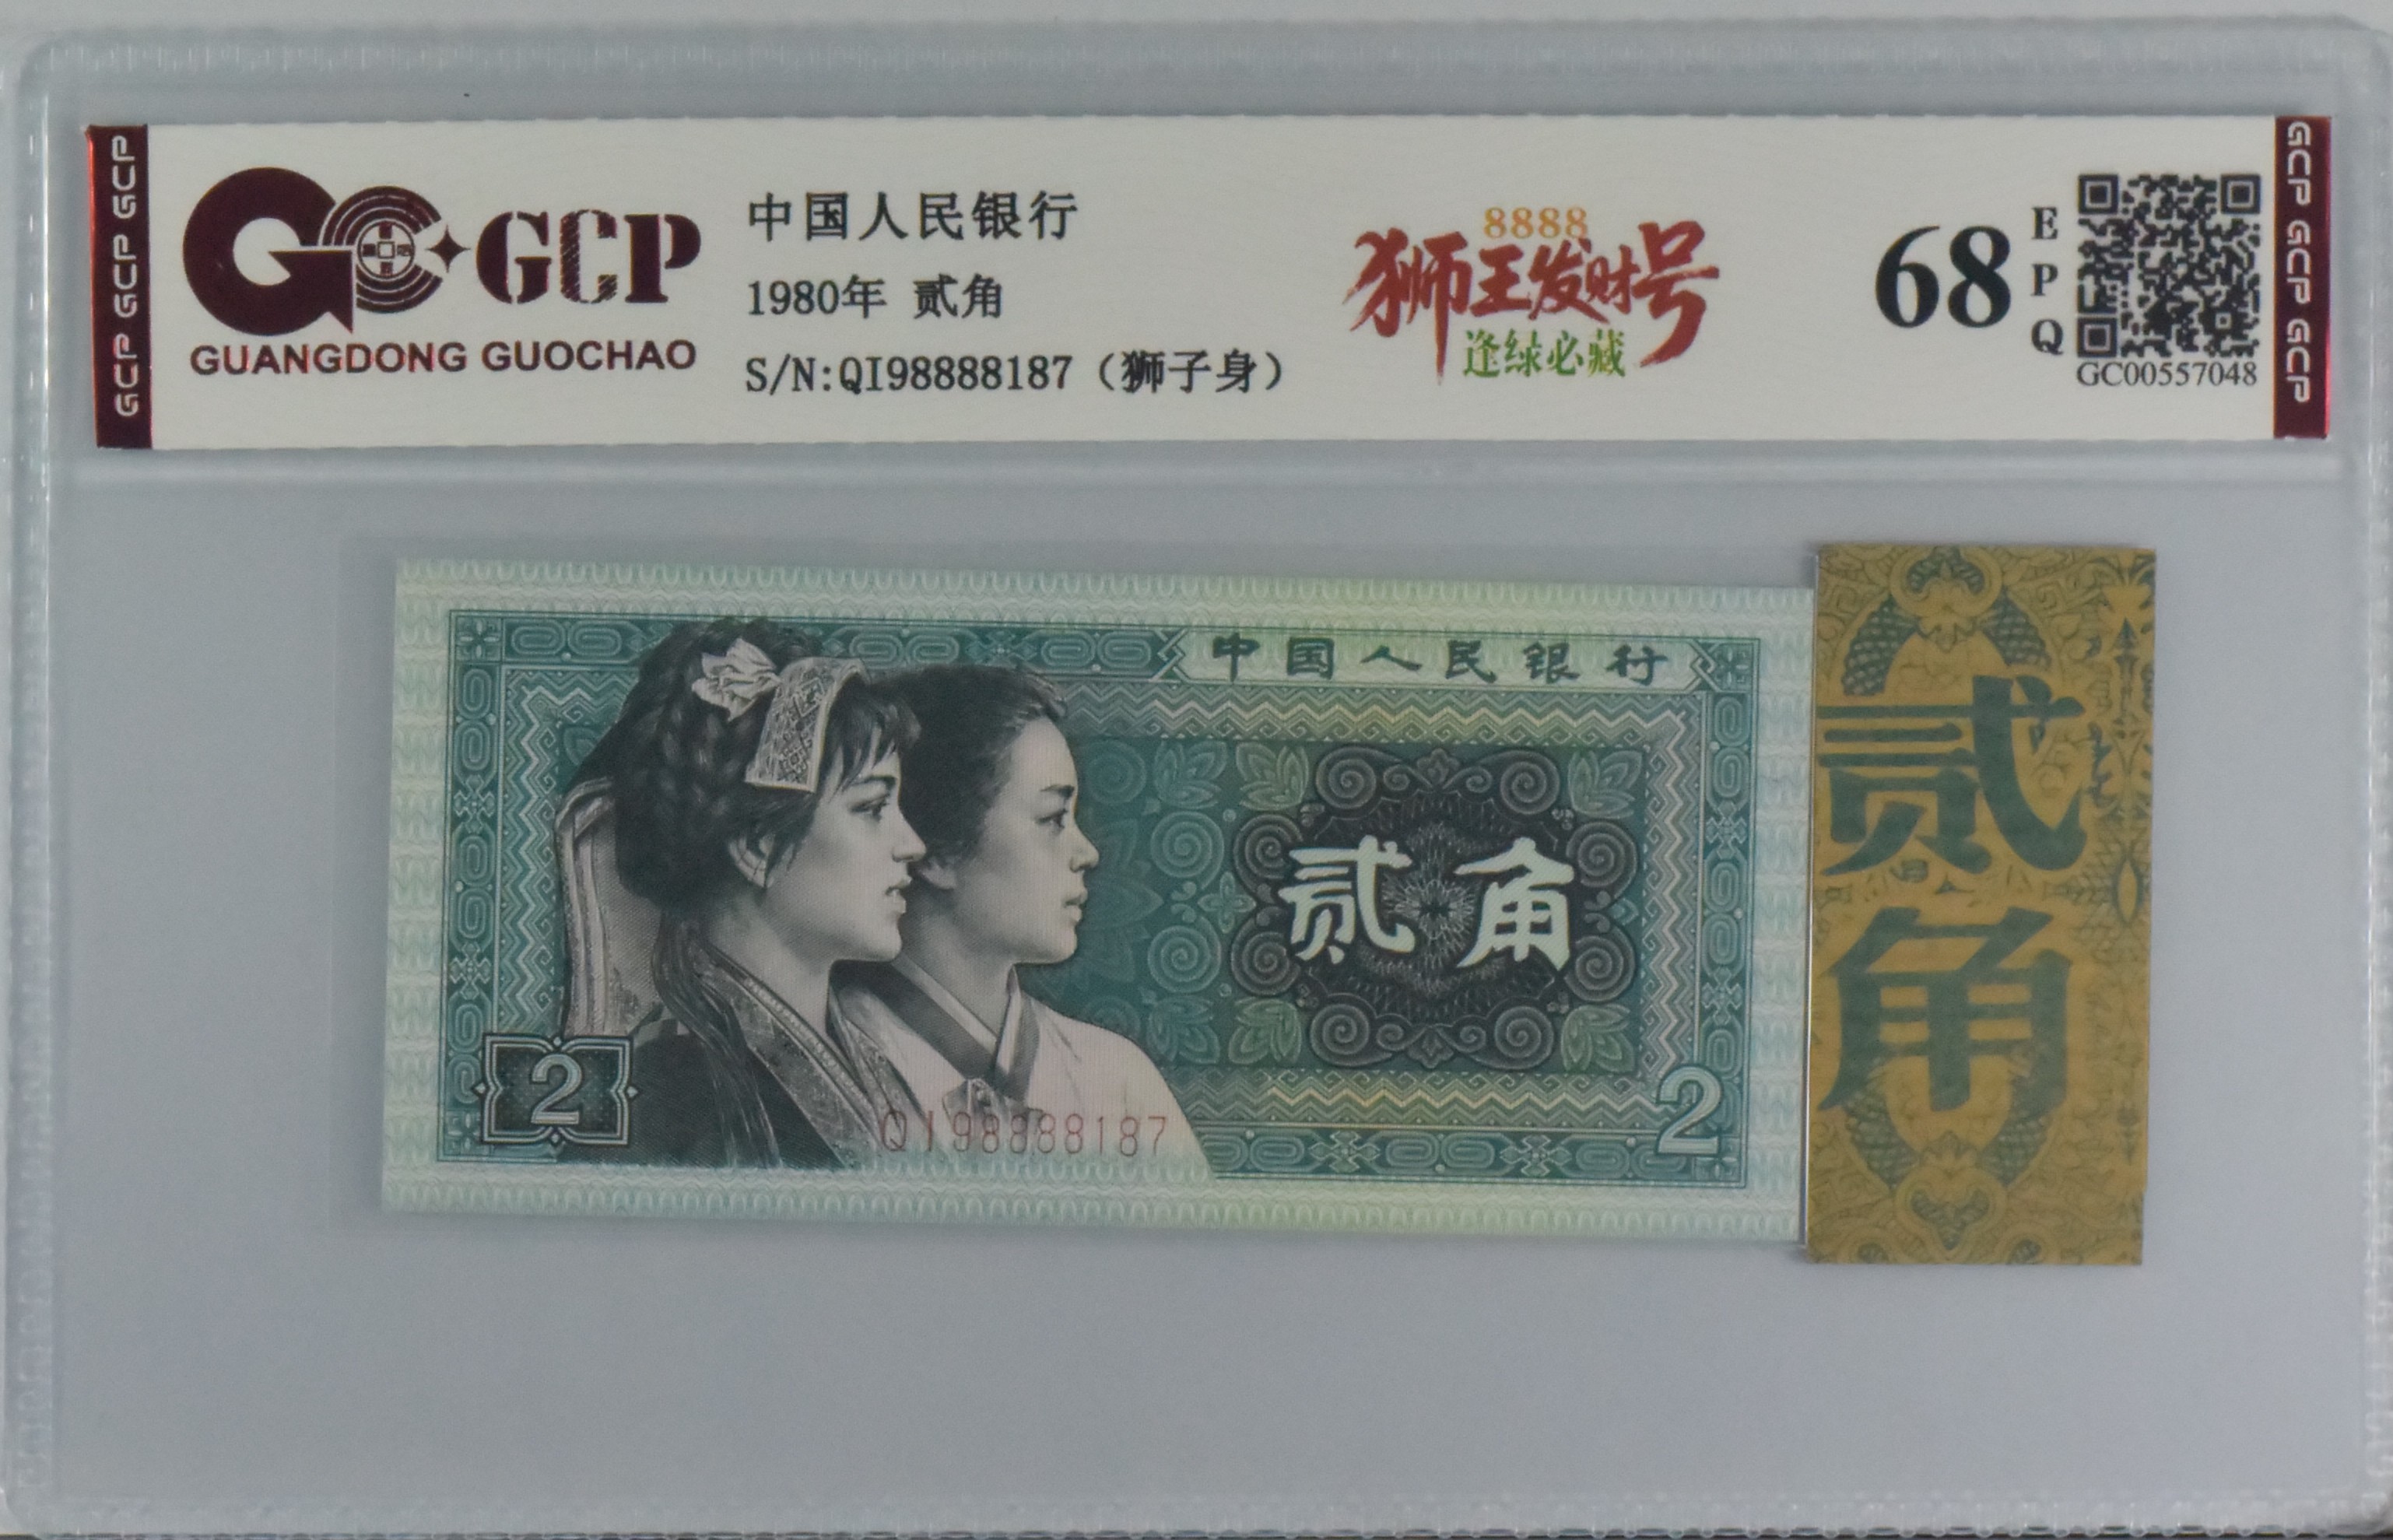 GCP GCP GCP
GCP
GUANGDONG GUOCHAO
中国人民银行
1980年 贰角
S/N:QI98888187（狮子身）
8888
狮王发财号
逢绿必藏
68
EPQ
GC00557048
GCP GCP GCP
中国人民银行
贰角
2
QI98888187
2
贰角